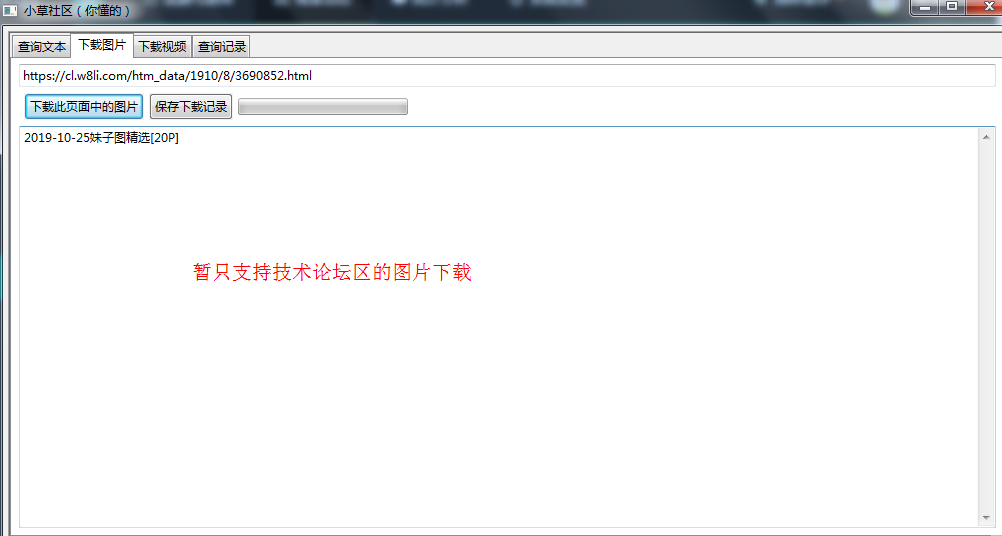 小草社区（你懂的）
查询文本 下载图片 下载视频 查询记录
https://cl.w8li.com/htm_data/1910/8/3690852.html
下载此页面中的图片 保存下载记录
2019-10-25妹子图精选[20P]
暂只支持技术论坛区的图片下载